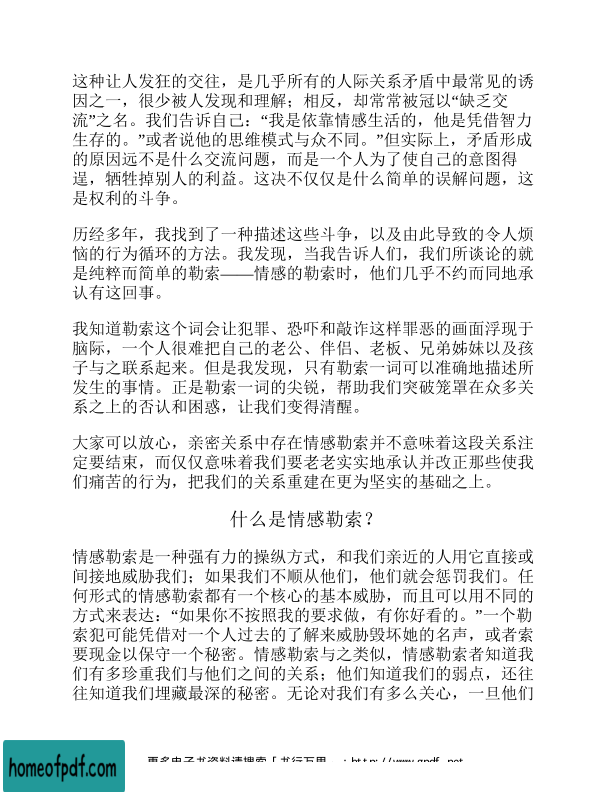 这种让人发狂的交往，是几乎所有的人际关系矛盾中最常见的诱
因之一，很少被人发现和理解；相反，却常常被冠以“缺乏交
流”之名。我们告诉自己：“我是依靠情感生活的，他是凭借智力
生存的。”或者说他的思维模式与众不同。”但实际上，矛盾形成
的原因远不是什么交流问题，而是一个人为了使自己的意图得
逞，牺牲掉别人的利益。这决不仅仅是什么简单的误解问题，这
是权利的斗争。
历经多年，我找到了一种描述这些斗争，以及由此导致的令人烦
恼的行为循环的方法。我发现，当我告诉人们，我们所谈论的就
是纯粹而简单的勒索——情感的勒索时，他们几乎不约而同地承
认有这回事。
我知道勒索这个词会让犯罪、恐吓和敲诈这样罪恶的画面浮现于
脑际，一个人很难把自己的老公、伴侣、老板、兄弟姊妹以及孩
子与之联系起来。但是我发现，只有勒索一词可以准确地描述所
发生的事情。正是勒索一词的尖锐，帮助我们突破笼罩在众多关
系之上的否认和困惑，让我们变得清醒。
大家可以放心，亲密关系中存在情感勒索并不意味着这段关系注
定要结束，而仅仅意味着我们要老老实实地承认并改正那些使我
们痛苦的行为，把我们的关系重建在更为坚实的基础之上。
什么是情感勒索？
情感勒索是一种强有力的操纵方式，和我们亲近的人用它直接或
间接地威胁我们；如果我们不顺从他们，他们就会惩罚我们。任
何形式的情感勒索都有一个核心的基本威胁，而且可以用不同的
方式来表达：“如果你不按照我的要求做，有你好看的。”一个勒
索犯可能凭借对一个人过去的了解来威胁毁坏她的名声，或者索
要现金以保守一个秘密。情感勒索与之类似，情感勒索者知道我
们有多珍重我们与他们之间的关系；他们知道我们的弱点，还往
往知道我们埋藏最深的秘密。无论对我们有多么关心，一旦他们
更多电子书资料请搜索「书行万里
homeofpdf.com